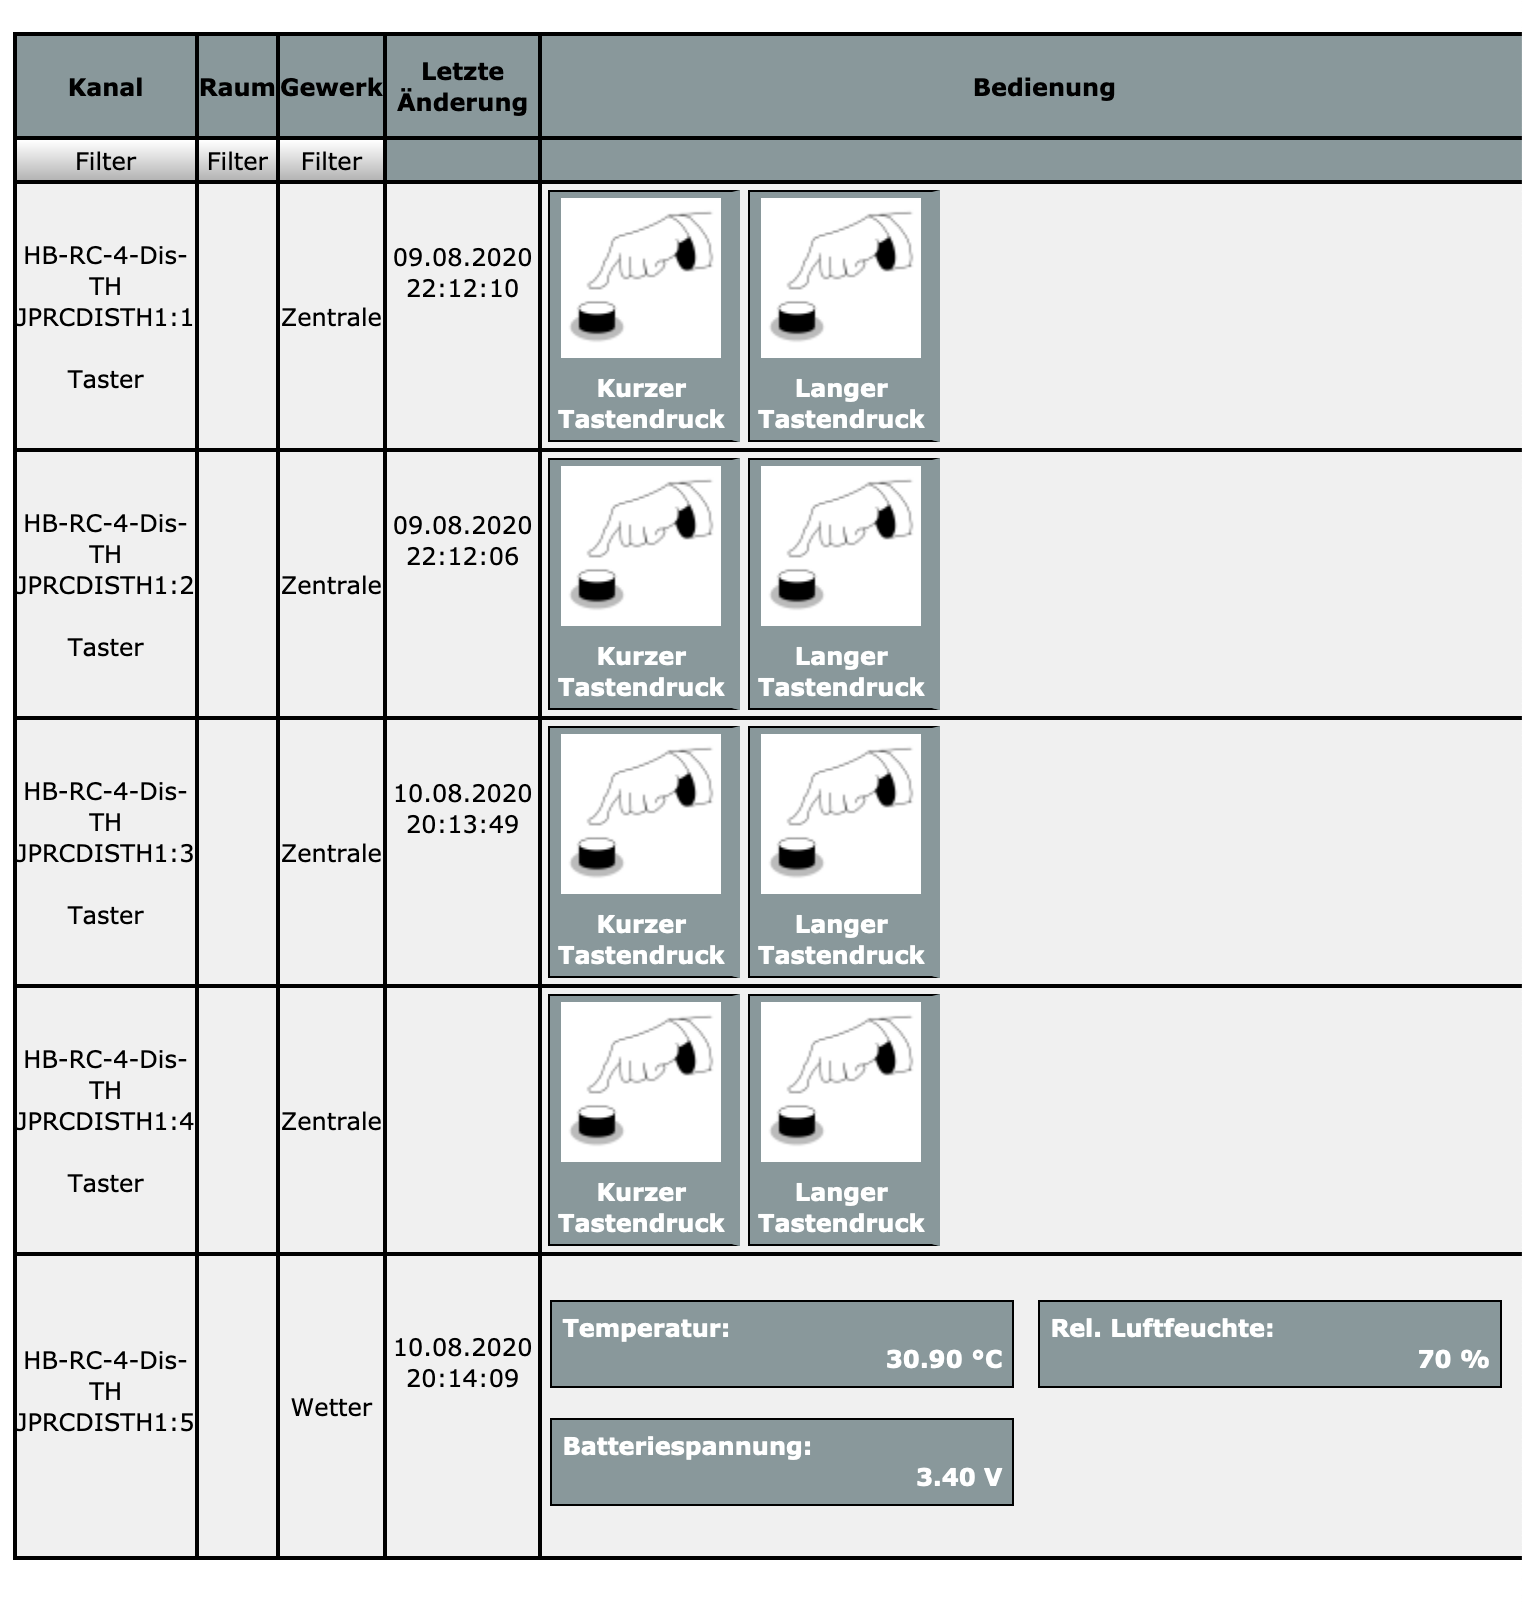 Kanal
Raum
Gewerk
Letzte
Änderung
Bedienung
Filter
Filter
Filter
HB-RC-4-Dis-
TH
JPRCDISTH1:1
Taster
Zentrale
09.08.2020
22:12:10
Kurzer
Tastendruck
Langer
Tastendruck
HB-RC-4-Dis-
TH
JPRCDISTH1:2
Taster
Zentrale
09.08.2020
22:12:06
Kurzer
Tastendruck
Langer
Tastendruck
HB-RC-4-Dis-
TH
JPRCDISTH1:3
Taster
Zentrale
10.08.2020
20:13:49
Kurzer
Tastendruck
Langer
Tastendruck
HB-RC-4-Dis-
TH
JPRCDISTH1:4
Taster
Zentrale
Kurzer
Tastendruck
Langer
Tastendruck
HB-RC-4-Dis-
TH
JPRCDISTH1:5
Wetter
10.08.2020
20:14:09
Temperatur:
30.90 °C
Rel. Luftfeuchte:
70 %
Batteriespannung:
3.40 V